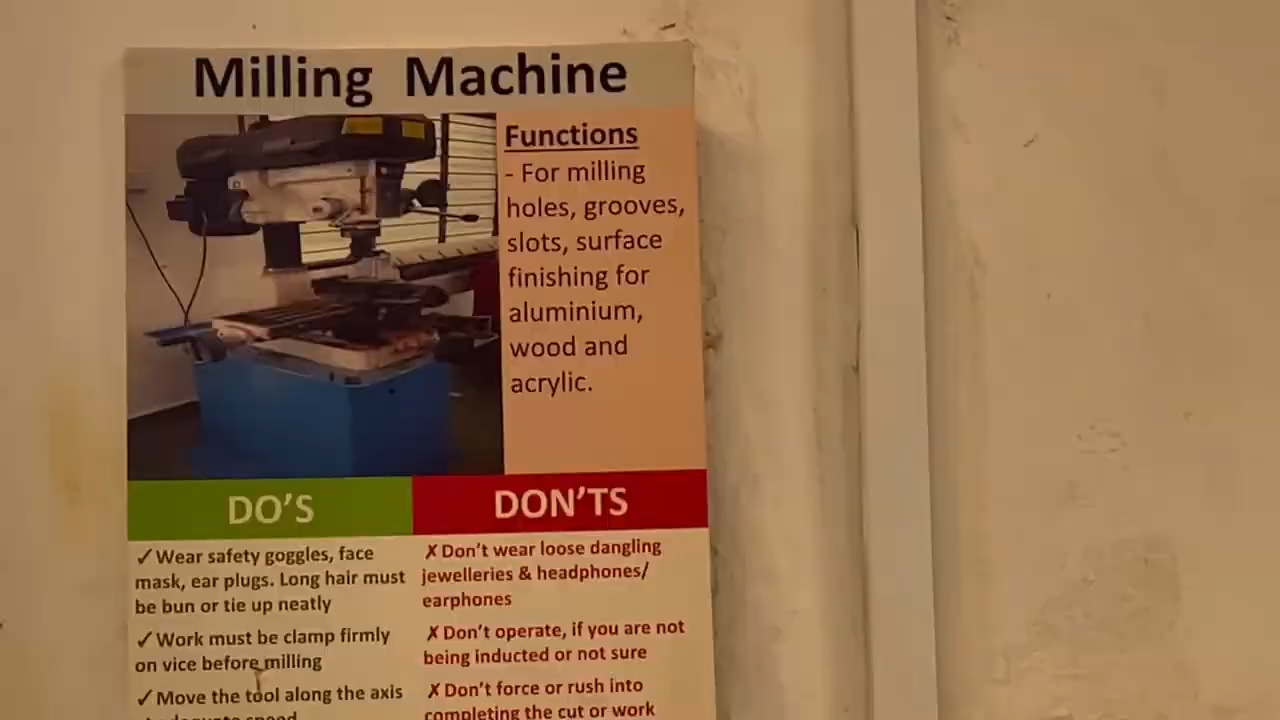 Milling Machine
Functions
- For milling
holes, grooves,
slots, surface
finishing for
aluminium,
wood and
acrylic.
DO'S
✓Wear safety goggles, face
mask, ear plugs. Long hair must
be bun or tie up neatly
✓Work must be clamp firmly
on vice before milling
✓Move the tool along the axis
speed
DON'TS
✗Don't wear loose dangling
jewelleries & headphones/
earphones
✗Don't operate, if you are not
being inducted or not sure
✗Don't force or rush into
completing the cut or work